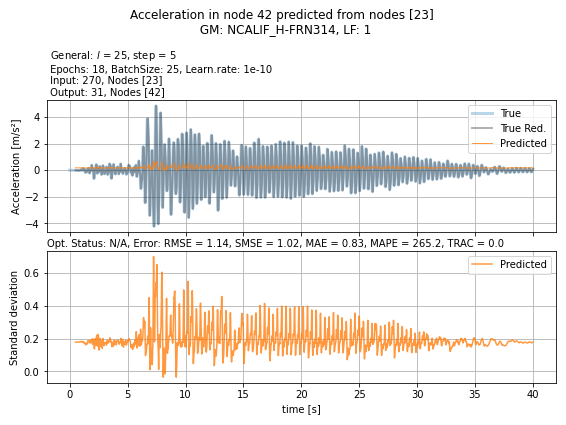 Acceleration in node 42 predicted from nodes [23]
GM: NCALIF_H-FRN314, LF: 1
General: l = 25, step = 5
Epochs: 18, BatchSize: 25, Learn.rate: 1e-10
Input: 270, Nodes [23]
Output: 31, Nodes [42]
Acceleration [m/s²]
4
2
0
−2
−4
True
True Red.
Predicted
Opt. Status: N/A, Error: RMSE = 1.14, SMSE = 1.02, MAE = 0.83, MAPE = 265.2, TRAC = 0.0
Standard deviation
0.6
0.4
0.2
0.0
Predicted
0 5 10 15 20 25 30 35 40
time [s]